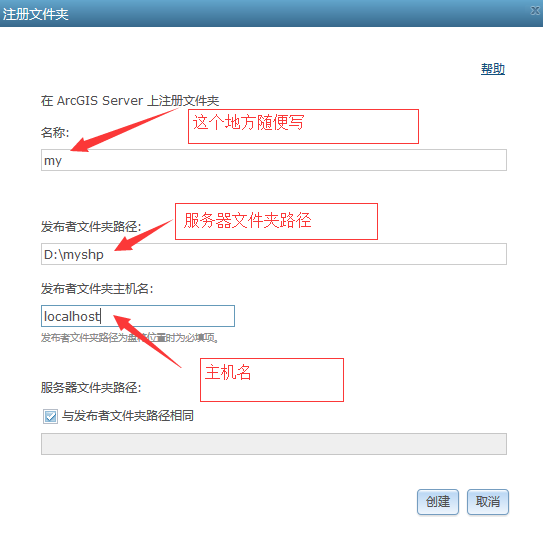 注册文件夹
帮助
在 ArcGIS Server 上注册文件夹
这个地方随便写
名称:
my
服务器文件夹路径
发布者文件夹路径:
D:\myshp
发布者文件夹主机名:
localhost
发布者文件夹路径为盘符位置时为必填项。
主机名
服务器文件夹路径:
与发布者文件夹路径相同
创建
取消